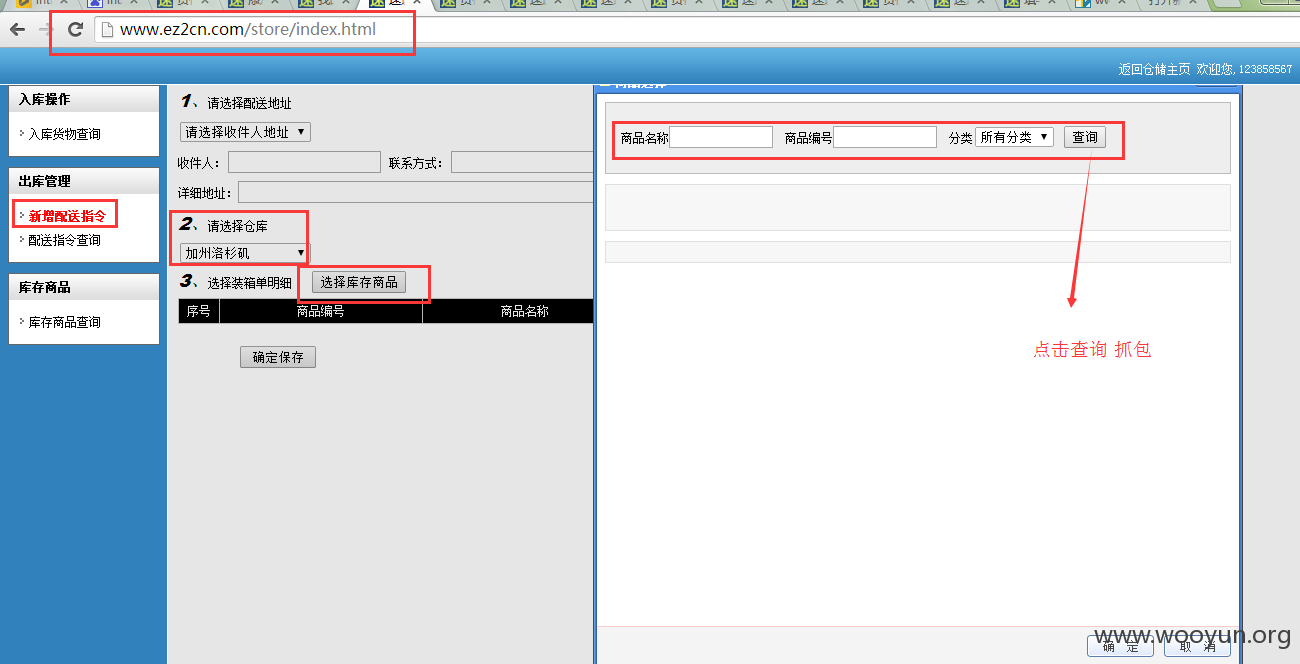 www.ez2cn.com/store/index.html
返回仓储主页 欢迎您, 123858567
入库操作
入库货物查询
出库管理
新增配送指令
配送指令查询
库存商品
库存商品查询
1、请选择配送地址
请选择收件人地址
收件人： 联系方式：
详细地址：
2、请选择仓库
加州洛杉矶
3、选择装箱单明细 选择库存商品
序号 商品编号 商品名称
确定保存
商品名称 商品编号 分类 所有分类 查询
点击查询 抓包
确 定 取 消
www.wooyun.org